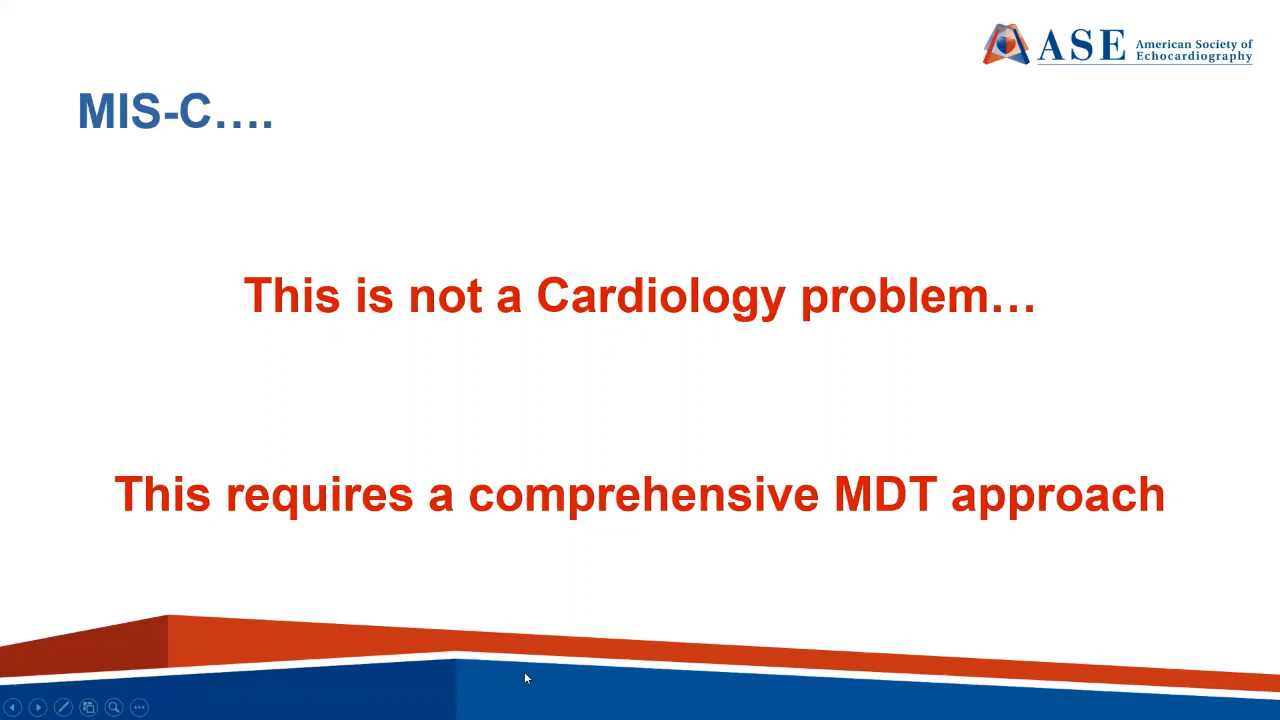 ASE American Society of
Echocardiography
MIS-C….
This is not a Cardiology problem…
This requires a comprehensive MDT approach